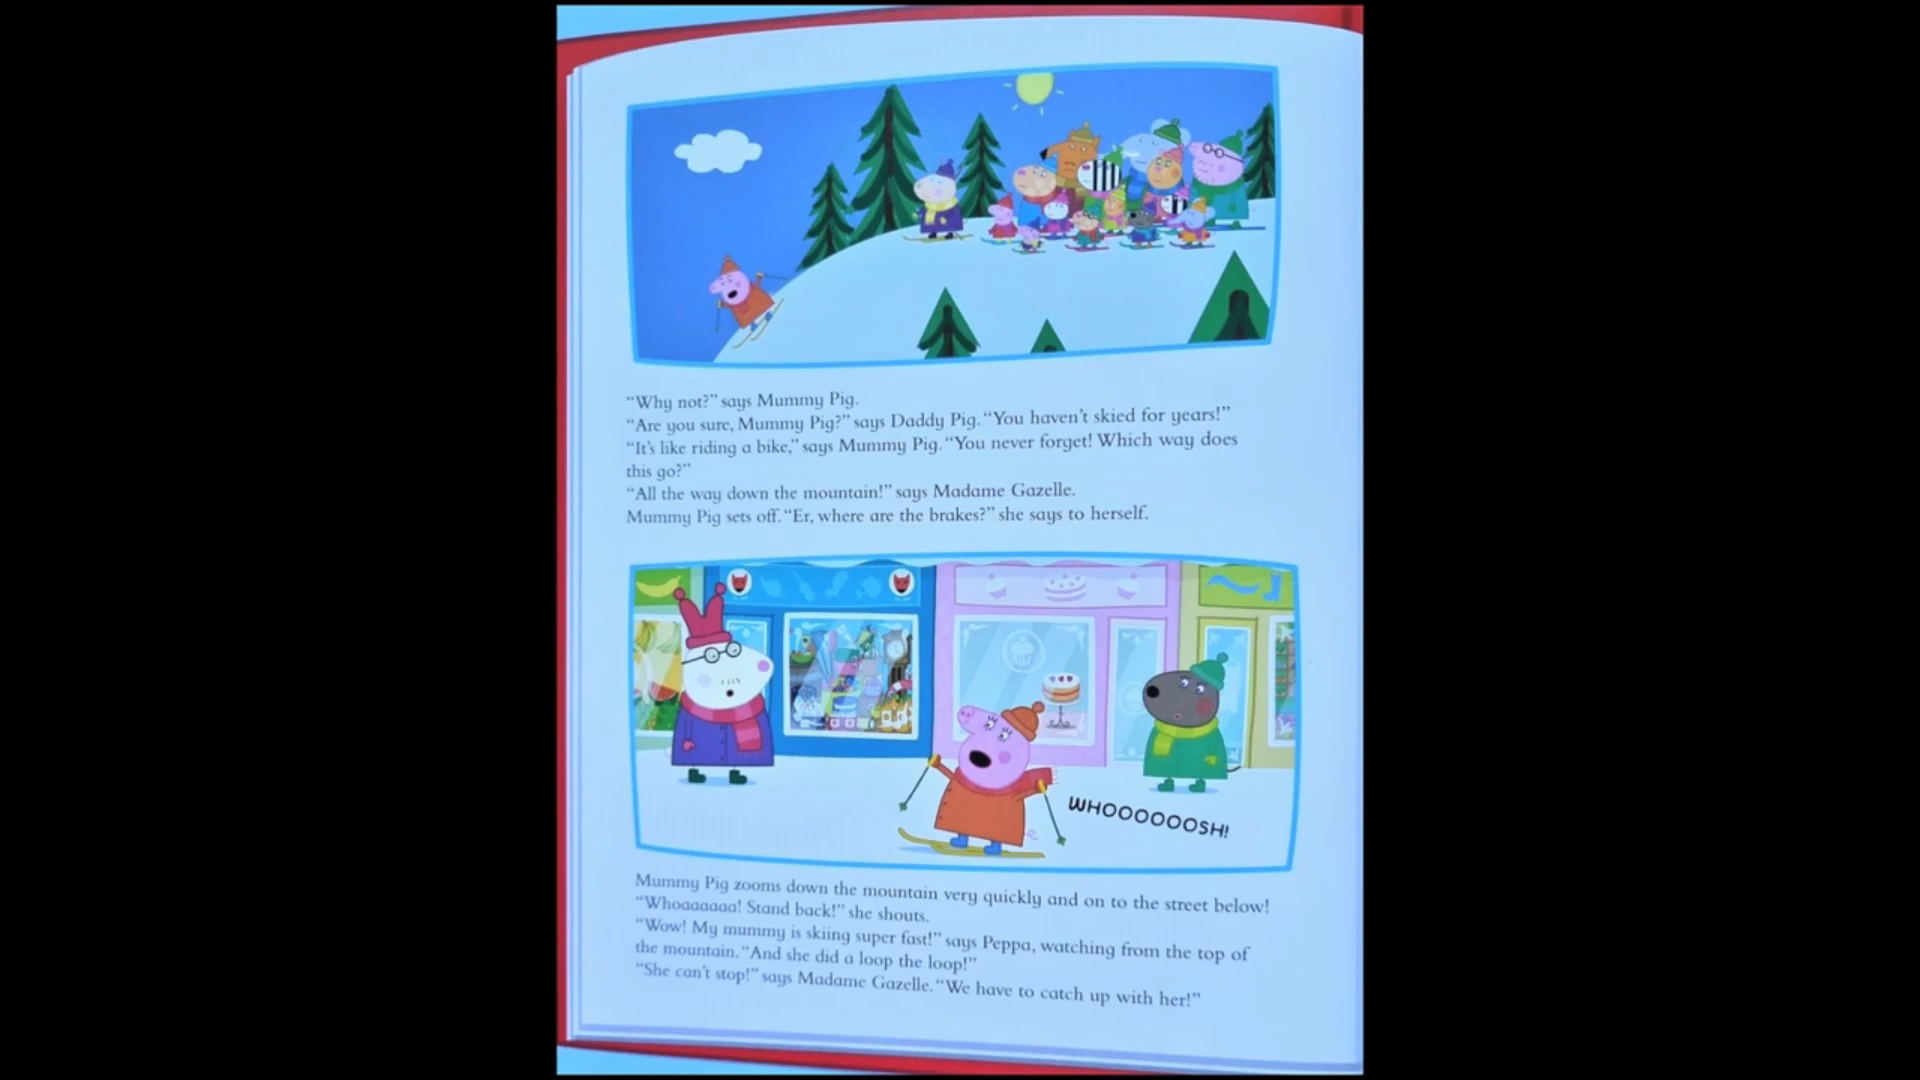 “Why not?” says Mummy Pig.
“Are you sure, Mummy Pig?” says Daddy Pig. “You haven’t skied for years!”
“It’s like riding a bike,” says Mummy Pig. “You never forget! Which way does
this go?”
“All the way down the mountain!” says Madame Gazelle.
Mummy Pig sets off. “Er, where are the brakes?” she says to herself.
WHOOOOOOSH!
Mummy Pig zooms down the mountain very quickly and on to the street below!
“Whoaaaaaa! Stand back!” she shouts.
“Wow! My mummy is skiing super fast!” says Peppa, watching from the top of
the mountain. “And she did a loop the loop!”
“She can’t stop!” says Madame Gazelle. “We have to catch up with her!”